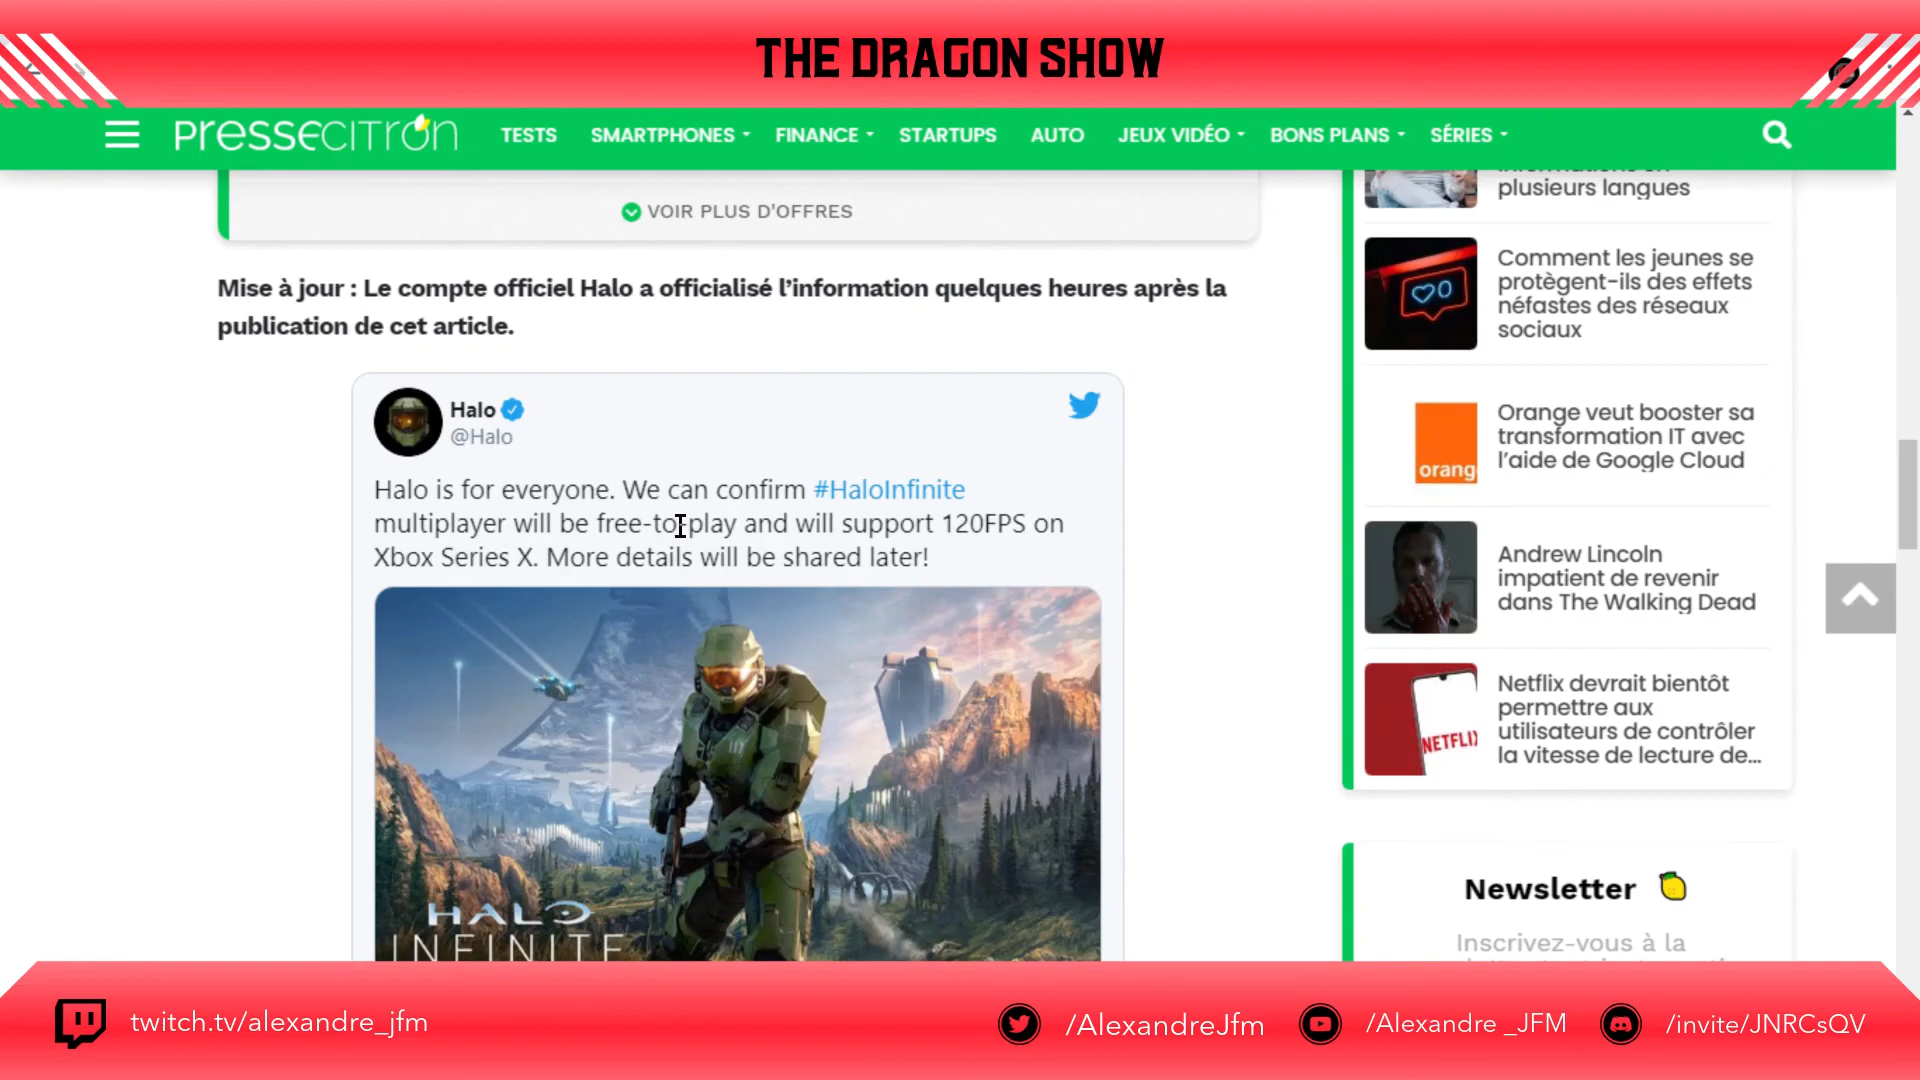 THE DRAGON SHOW
PRESSECITRON
TESTS
SMARTPHONES
FINANCE
STARTUPS
AUTO
JEUX VIDÉO
BONS PLANS
SÉRIES
VOIR PLUS D'OFFRES
Mise à jour : Le compte officiel Halo a officialisé l’information quelques heures après la
publication de cet article.
Halo
@Halo
Halo is for everyone. We can confirm #HaloInfinite
multiplayer will be free-to-play and will support 120FPS on
Xbox Series X. More details will be shared later!
HALO
INFINITE
plusieurs langues
Comment les jeunes se
protègent-ils des effets
néfastes des réseaux
sociaux
orang
Orange veut booster sa
transformation IT avec
l’aide de Google Cloud
Andrew Lincoln
impatient de revenir
dans The Walking Dead
NETFLIX
Netflix devrait bientôt
permettre aux
utilisateurs de contrôler
la vitesse de lecture de...
Newsletter
Inscrivez-vous à la
twitch.tv/alexandre_jfm
/AlexandreJfm
/Alexandre _JFM
/invite/JNRCsQV